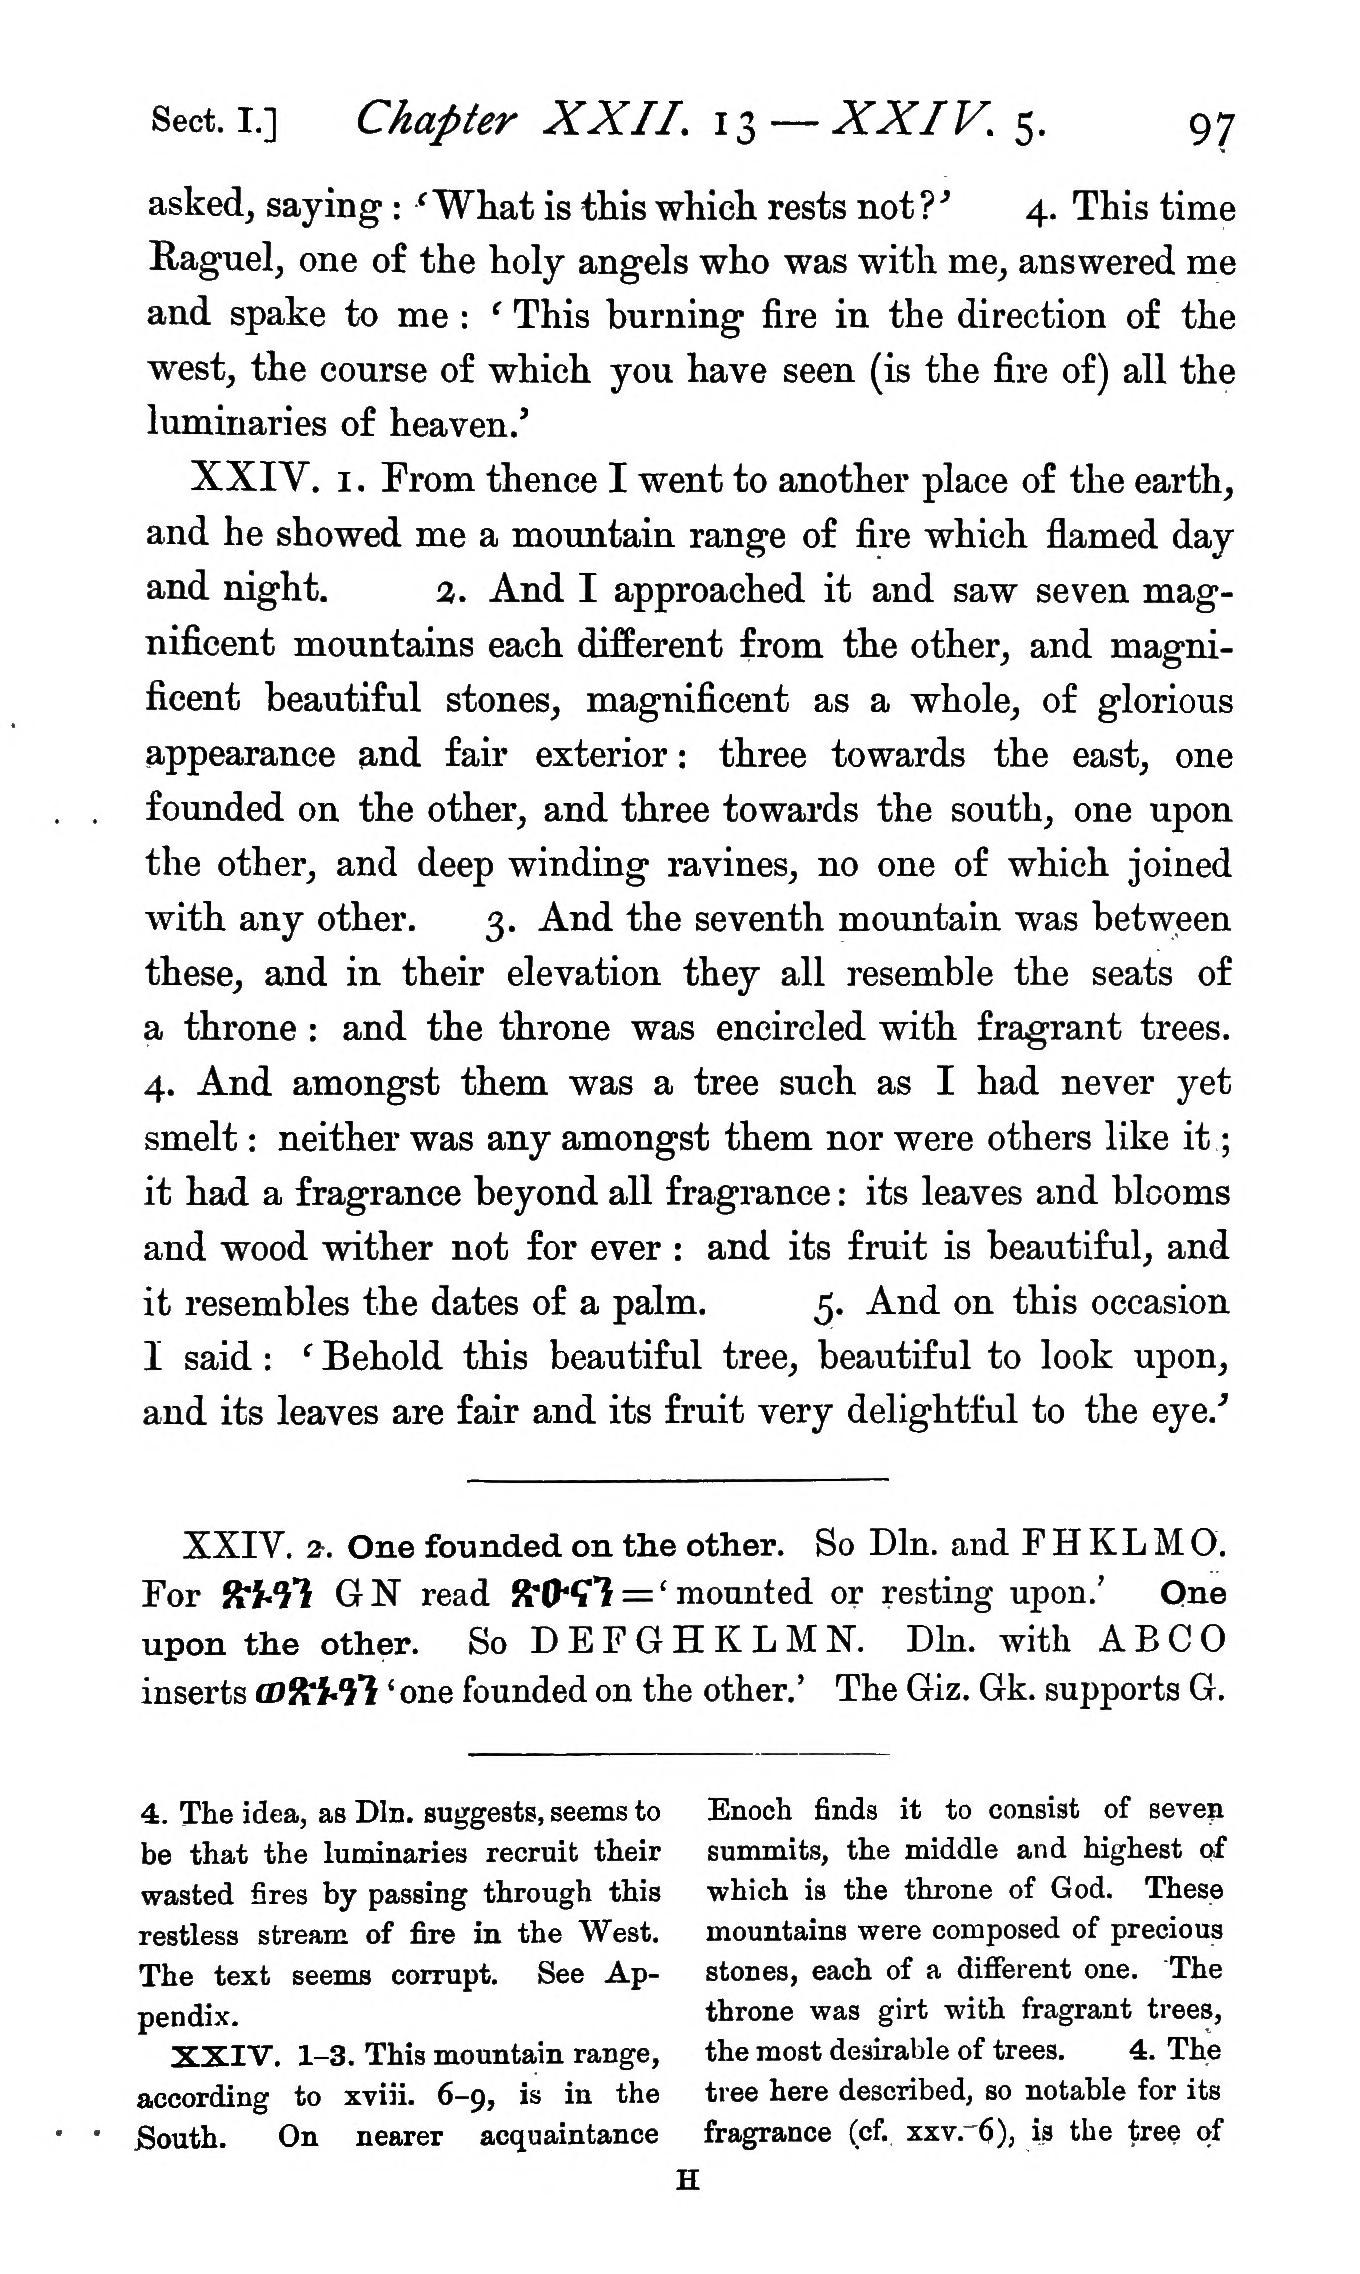 Sect. I.] Chapter XXII. 13—XXIV. 5. 97
asked, saying: ‘What is this which rests not?’ 4. This time
Raguel, one of the holy angels who was with me, answered me
and spake to me: ‘This burning fire in the direction of the
west, the course of which you have seen (is the fire of) all the
luminaries of heaven.’
XXIV. 1. From thence I went to another place of the earth,
and he showed me a mountain range of fire which flamed day
and night. 2. And I approached it and saw seven mag-
nificent mountains each different from the other, and magni-
ficent beautiful stones, magnificent as a whole, of glorious
appearance and fair exterior: three towards the east, one
founded on the other, and three towards the south, one upon
the other, and deep winding ravines, no one of which joined
with any other. 3. And the seventh mountain was between
these, and in their elevation they all resemble the seats of
a throne: and the throne was encircled with fragrant trees.
4. And amongst them was a tree such as I had never yet
smelt: neither was any amongst them nor were others like it;
it had a fragrance beyond all fragrance: its leaves and blooms
and wood wither not for ever: and its fruit is beautiful, and
it resembles the dates of a palm. 5. And on this occasion
I said: ‘Behold this beautiful tree, beautiful to look upon,
and its leaves are fair and its fruit very delightful to the eye.’
XXIV. 2. One founded on the other. So Dln. and F H K L M O.
For ጽኑዓን G N read ጽዑናን = ‘mounted or resting upon.’ One
upon the other. So D E F G H K L M N. Dln. with A B C O
inserts ወጽኑዓን ‘one founded on the other.’ The Giz. Gk. supports G.
4. The idea, as Dln. suggests, seems to
be that the luminaries recruit their
wasted fires by passing through this
restless stream of fire in the West.
The text seems corrupt. See Ap-
pendix.
XXIV. 1–3. This mountain range,
according to xviii. 6–9, is in the
South. On nearer acquaintance
Enoch finds it to consist of seven
summits, the middle and highest of
which is the throne of God. These
mountains were composed of precious
stones, each of a different one. The
throne was girt with fragrant trees,
the most desirable of trees. 4. The
tree here described, so notable for its
fragrance (cf. xxv. 6), is the tree of
H